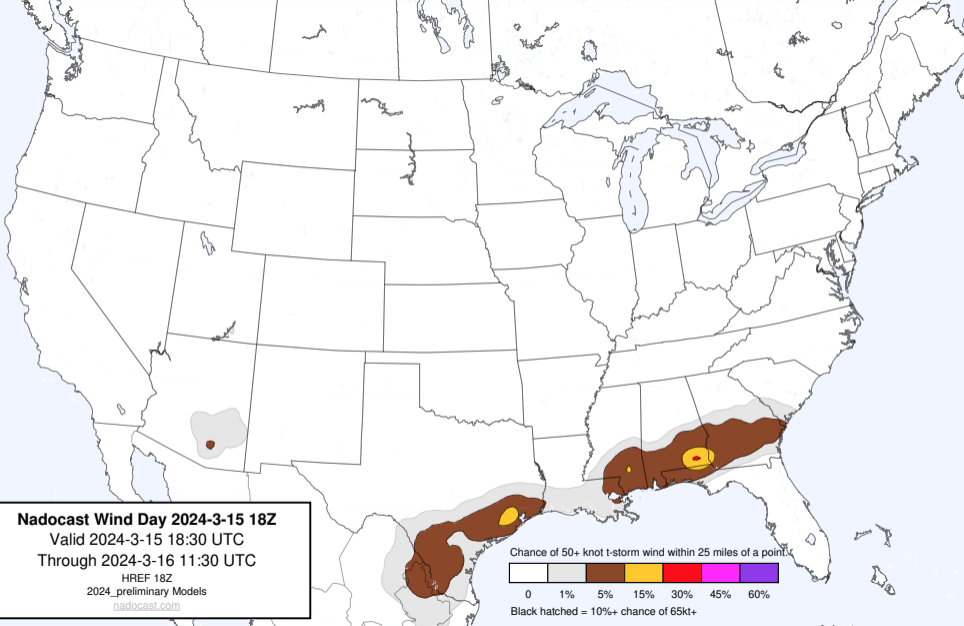 Nadocast Wind Day 2024-3-15 18Z
Valid 2024-3-15 18:30 UTC
Through 2024-3-16 11:30 UTC
HREF 18Z
2024_preliminary Models
nadocast.com
Chance of 50+ knot t-storm wind within 25 miles of a point.
0 1% 5% 15% 30% 45% 60%
Black hatched = 10%+ chance of 65kt+